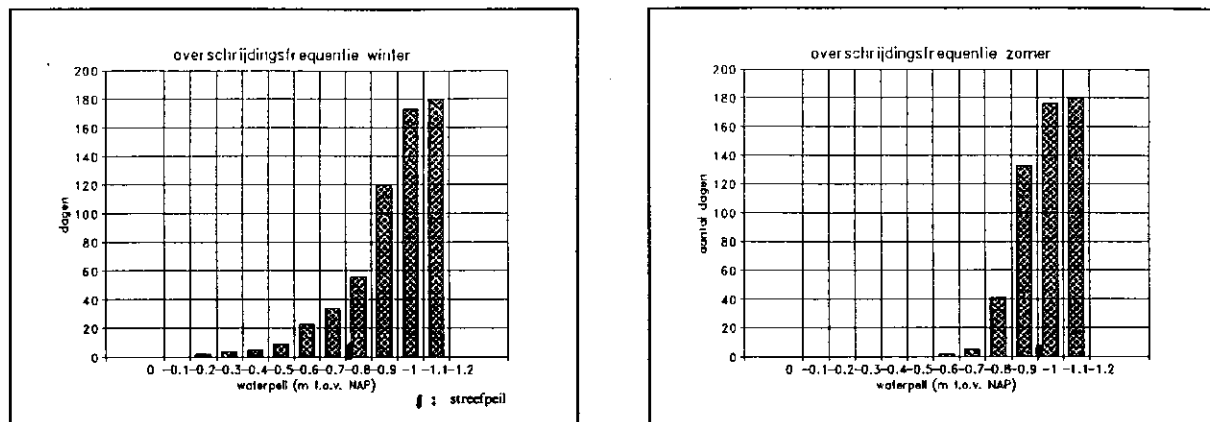 overschrijdingsfrequentie winter
200
180
160
140
120
100
80
60
40
20
0
dagen
0 -0.1 -0.2 -0.3 -0.4 -0.5 -0.6 -0.7 -0.8 -0.9 -1 -1.1 -1.2
waterpeil (m t.o.v. NAP)
: streefpeil
overschrijdingsfrequentie zomer
200
180
160
140
120
100
80
60
40
20
0
aantal dagen
0 -0.1 -0.2 -0.3 -0.4 -0.5 -0.6 -0.7 -0.8 -0.9 -1 -1.1 -1.2
waterpeil (m t.o.v. NAP)